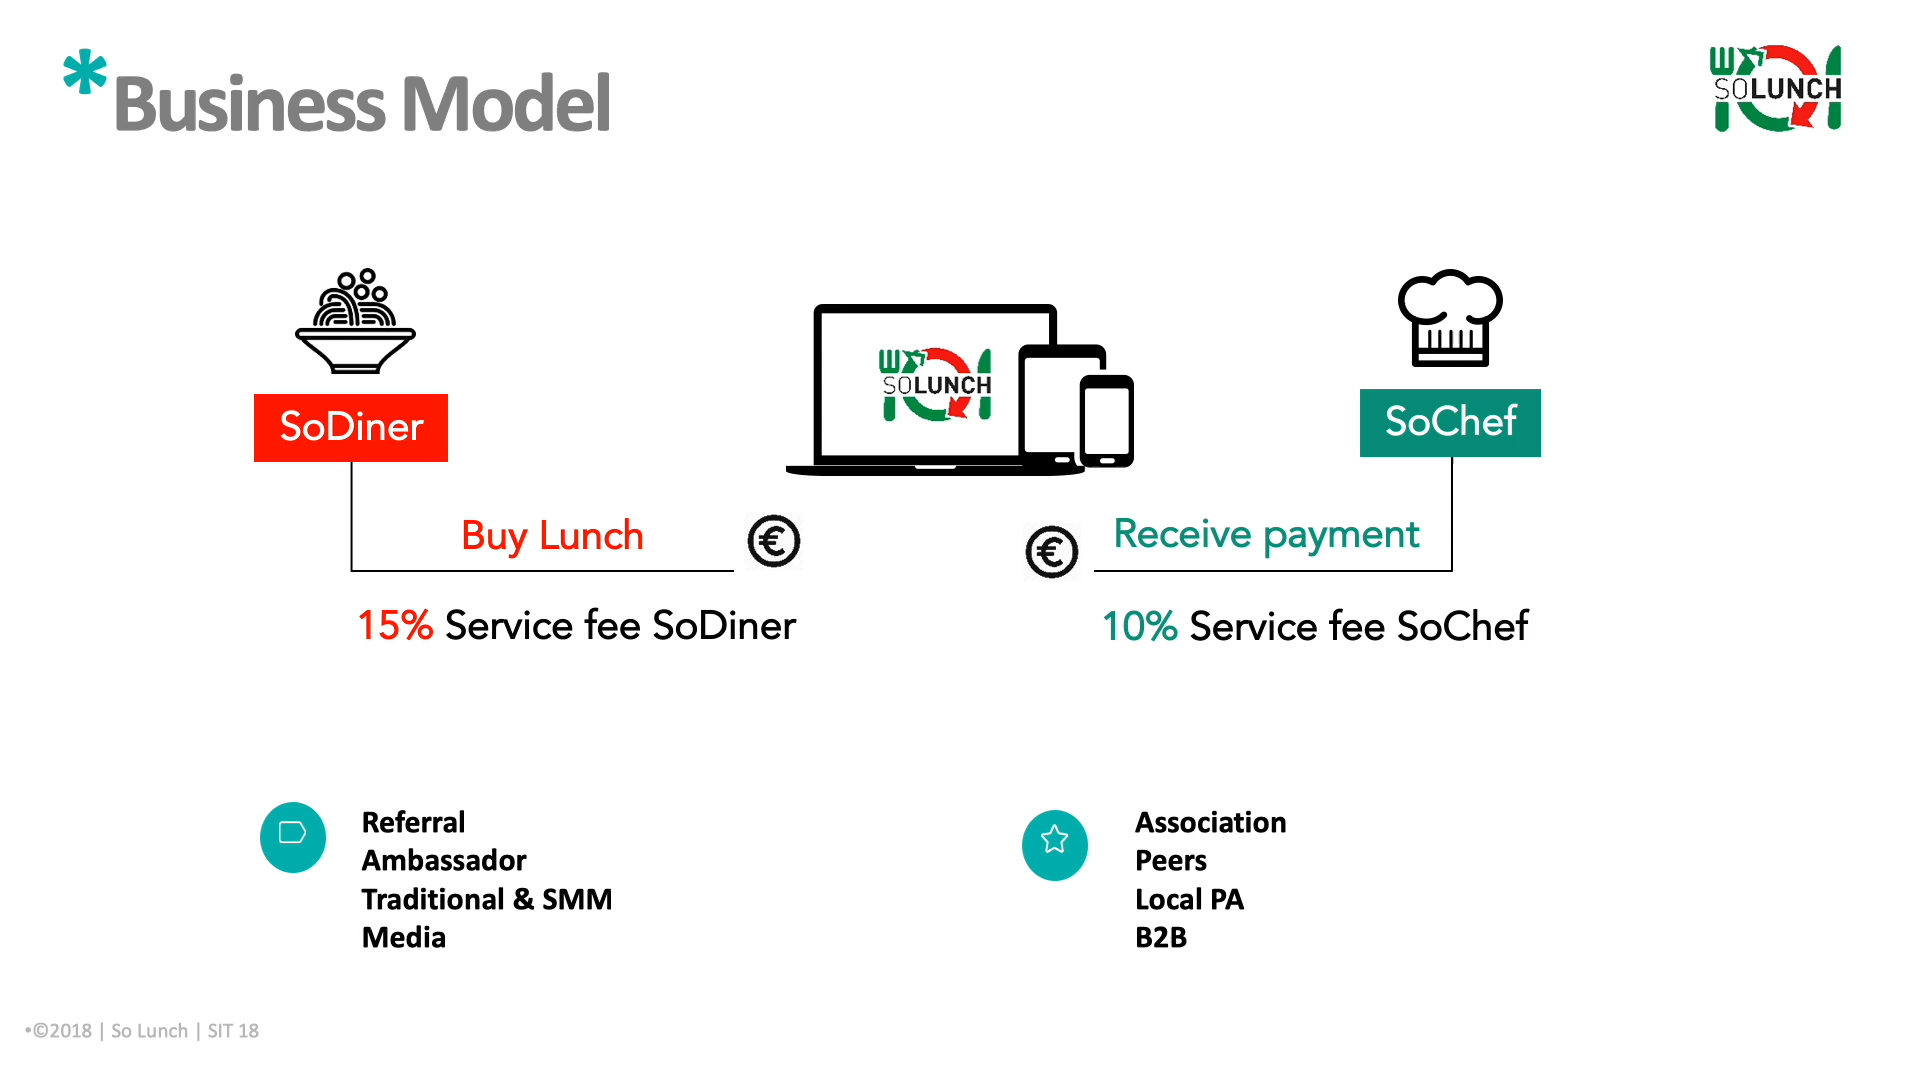 *Business Model
SOLUNCH
SOLUNCH
SoDiner
SoChef
Buy Lunch
€
€
Receive payment
15% Service fee SoDiner
10% Service fee SoChef
Referral
Ambassador
Traditional & SMM
Media
Association
Peers
Local PA
B2B
•©2018 | So Lunch | SIT 18